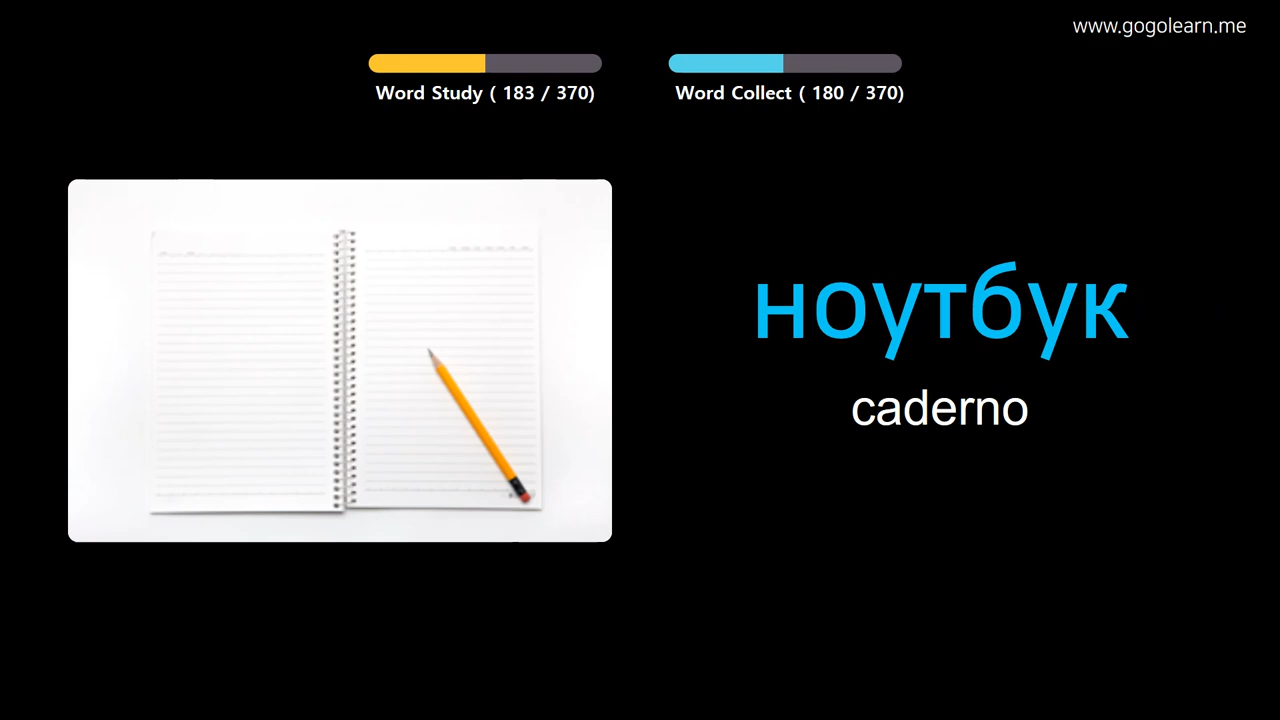 www.gogolearn.me
Word Study ( 183 / 370)
Word Collect ( 180 / 370)
ноутбук
caderno